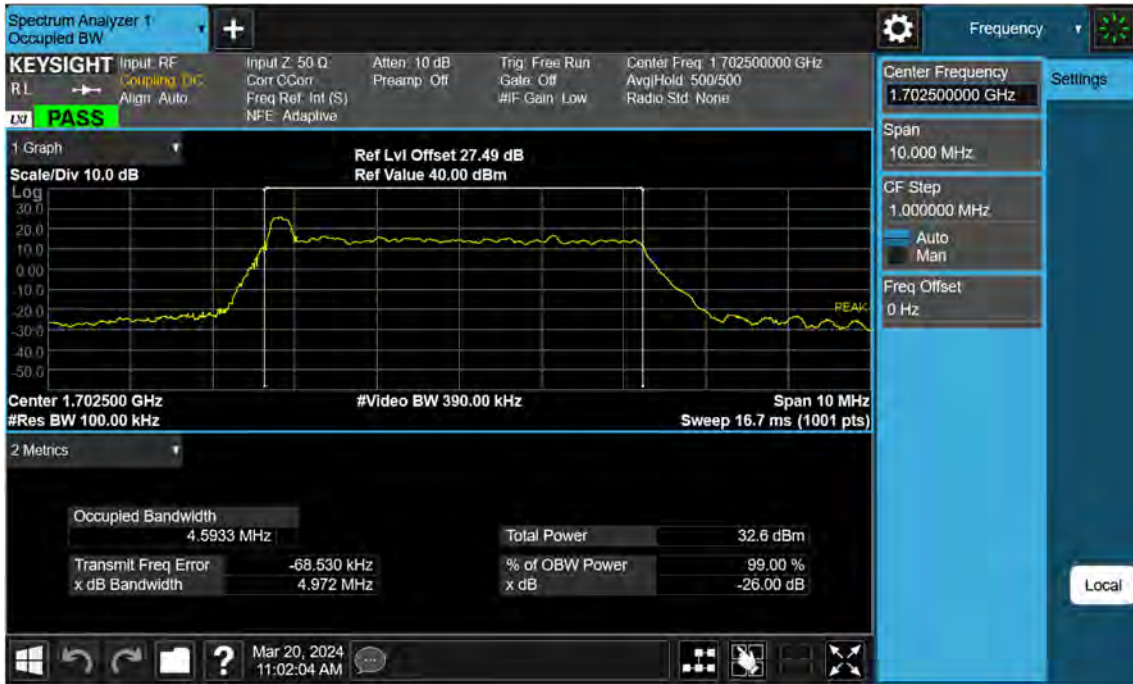 Spectrum Analyzer 1
Occupied BW
Frequency
KEYSIGHT
R L
LXI
PASS
Input: RF
Coupling: DC
Align: Auto
Input Z: 50 Ω
Corr CCorr
Freq Ref: Int (S)
NFE: Adaptive
Atten: 10 dB
Preamp: Off
Trig: Free Run
Gate: Off
#IF Gain: Low
Center Freq: 1.702500000 GHz
Avg|Hold: 500/500
Radio Std: None
1 Graph
Scale/Div 10.0 dB
Ref Lvl Offset 27.49 dB
Ref Value 40.00 dBm
Log
30.0
20.0
10.0
0.00
-10.0
-20.0
-30.0
-40.0
-50.0
PEAK
Center 1.702500 GHz
#Video BW 390.00 kHz
Span 10 MHz
#Res BW 100.00 kHz
Sweep 16.7 ms (1001 pts)
2 Metrics
Occupied Bandwidth
4.5933 MHz
Total Power 32.6 dBm
Transmit Freq Error -68.530 kHz
% of OBW Power 99.00 %
x dB Bandwidth 4.972 MHz
x dB -26.00 dB
Mar 20, 2024
11:02:04 AM
Center Frequency
1.702500000 GHz
Settings
Span
10.000 MHz
CF Step
1.000000 MHz
Auto
Man
Freq Offset
0 Hz
Local